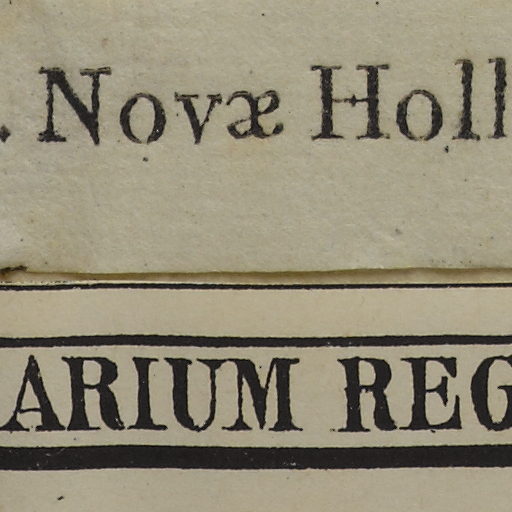 . Novæ Holl
ARIUM REG